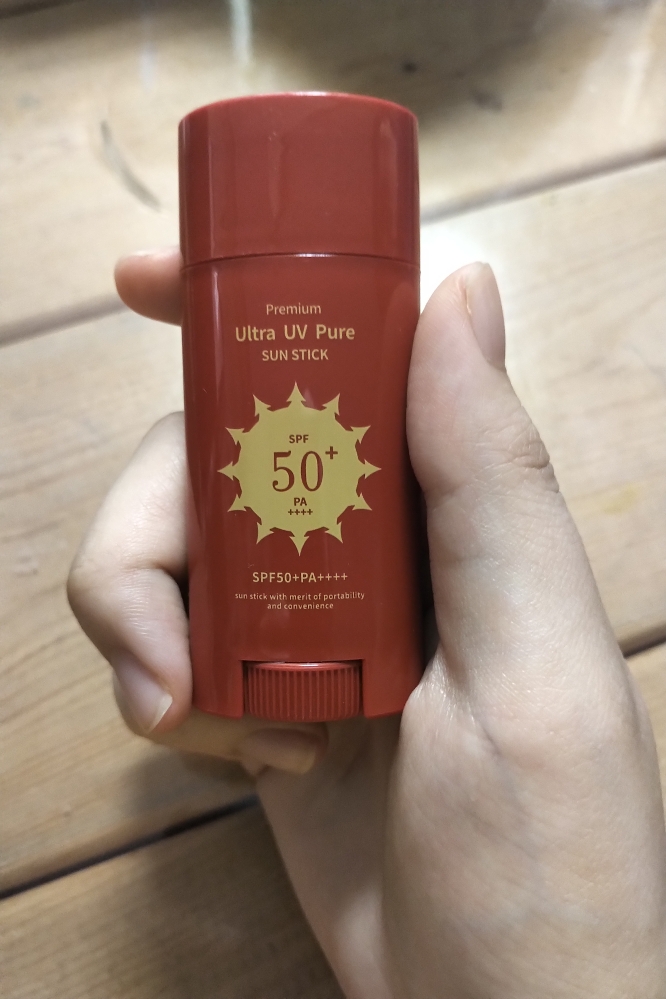 Premium
Ultra UV Pure
SUN STICK
SPF
50+
PA
++++
SPF50+PA++++
sun stick with merit of portability
and convenience